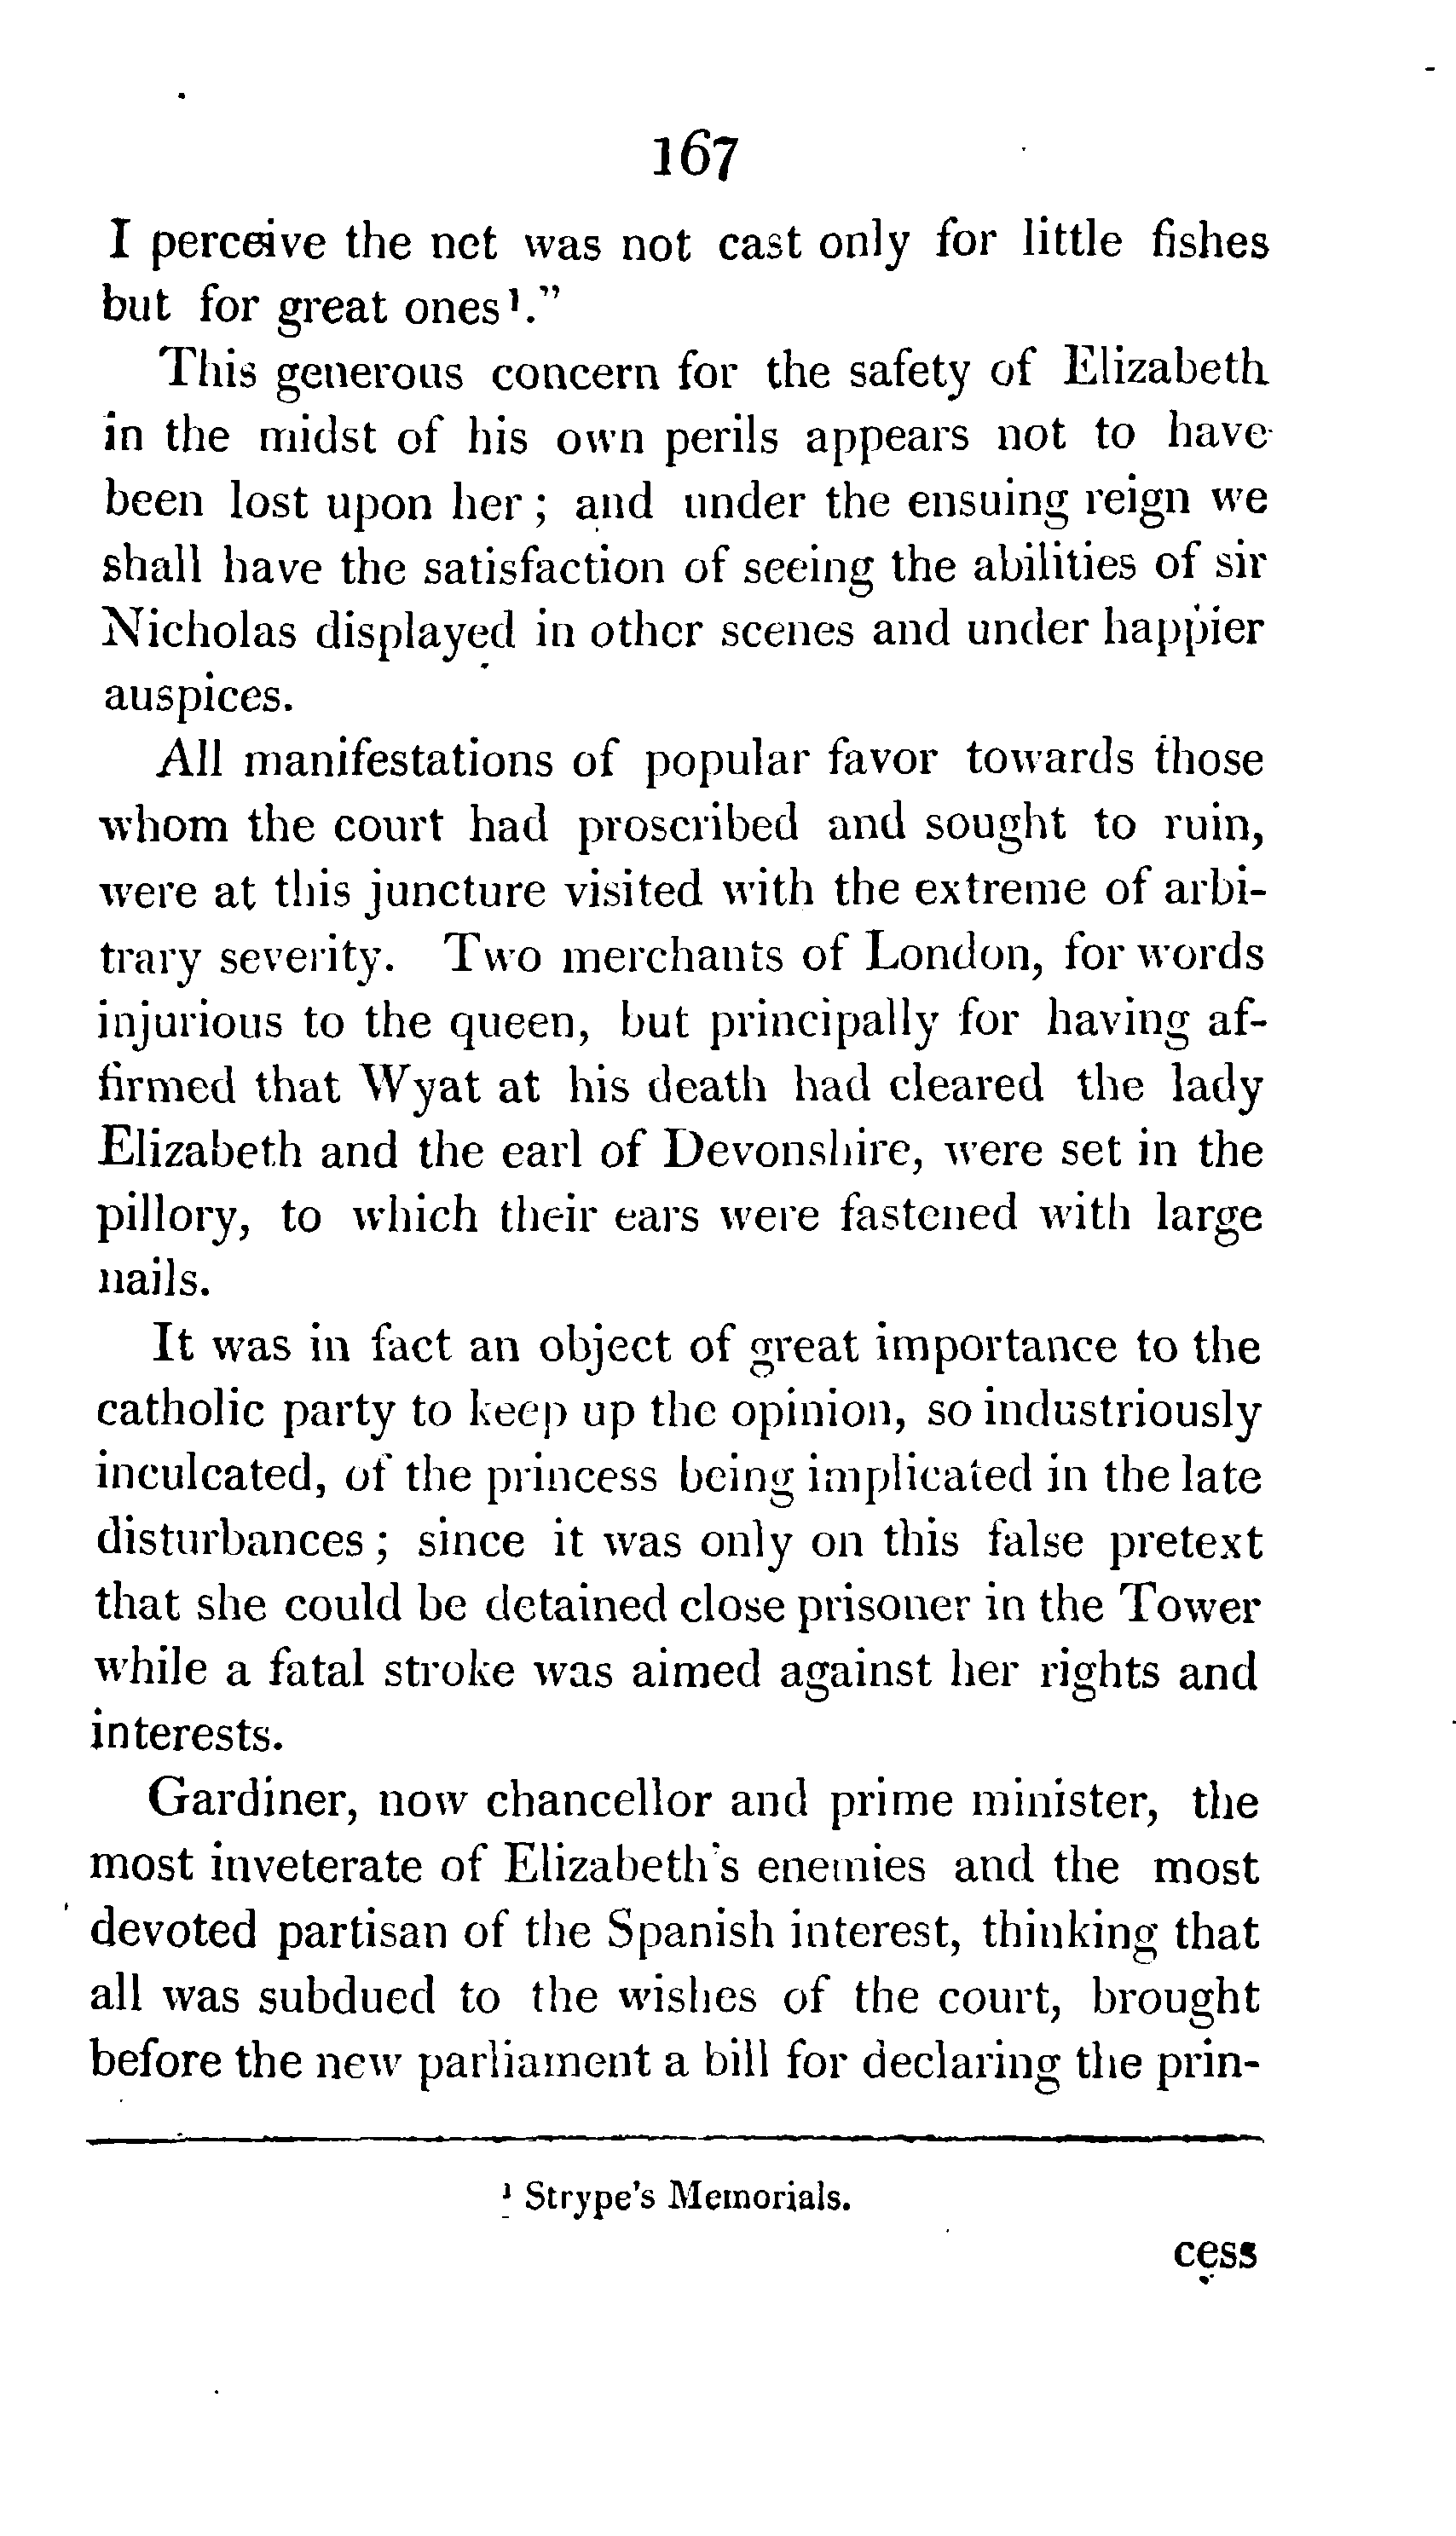 167
I perceive the net was not cast only for little fishes
but for great ones¹."
This generous concern for the safety of Elizabeth
in the midst of his own perils appears not to have
been lost upon her; and under the ensuing reign we
shall have the satisfaction of seeing the abilities of sir
Nicholas displayed in other scenes and under happier
auspices.
All manifestations of popular favor towards those
whom the court had proscribed and sought to ruin,
were at this juncture visited with the extreme of arbi-
trary severity. Two merchants of London, for words
injurious to the queen, but principally for having af-
firmed that Wyat at his death had cleared the lady
Elizabeth and the earl of Devonshire, were set in the
pillory, to which their ears were fastened with large
nails.
It was in fact an object of great importance to the
catholic party to keep up the opinion, so industriously
inculcated, of the princess being implicated in the late
disturbances; since it was only on this false pretext
that she could be detained close prisoner in the Tower
while a fatal stroke was aimed against her rights and
interests.
Gardiner, now chancellor and prime minister, the
most inveterate of Elizabeth's enemies and the most
devoted partisan of the Spanish interest, thinking that
all was subdued to the wishes of the court, brought
before the new parliament a bill for declaring the prin-
¹ Strype's Memorials.
cess